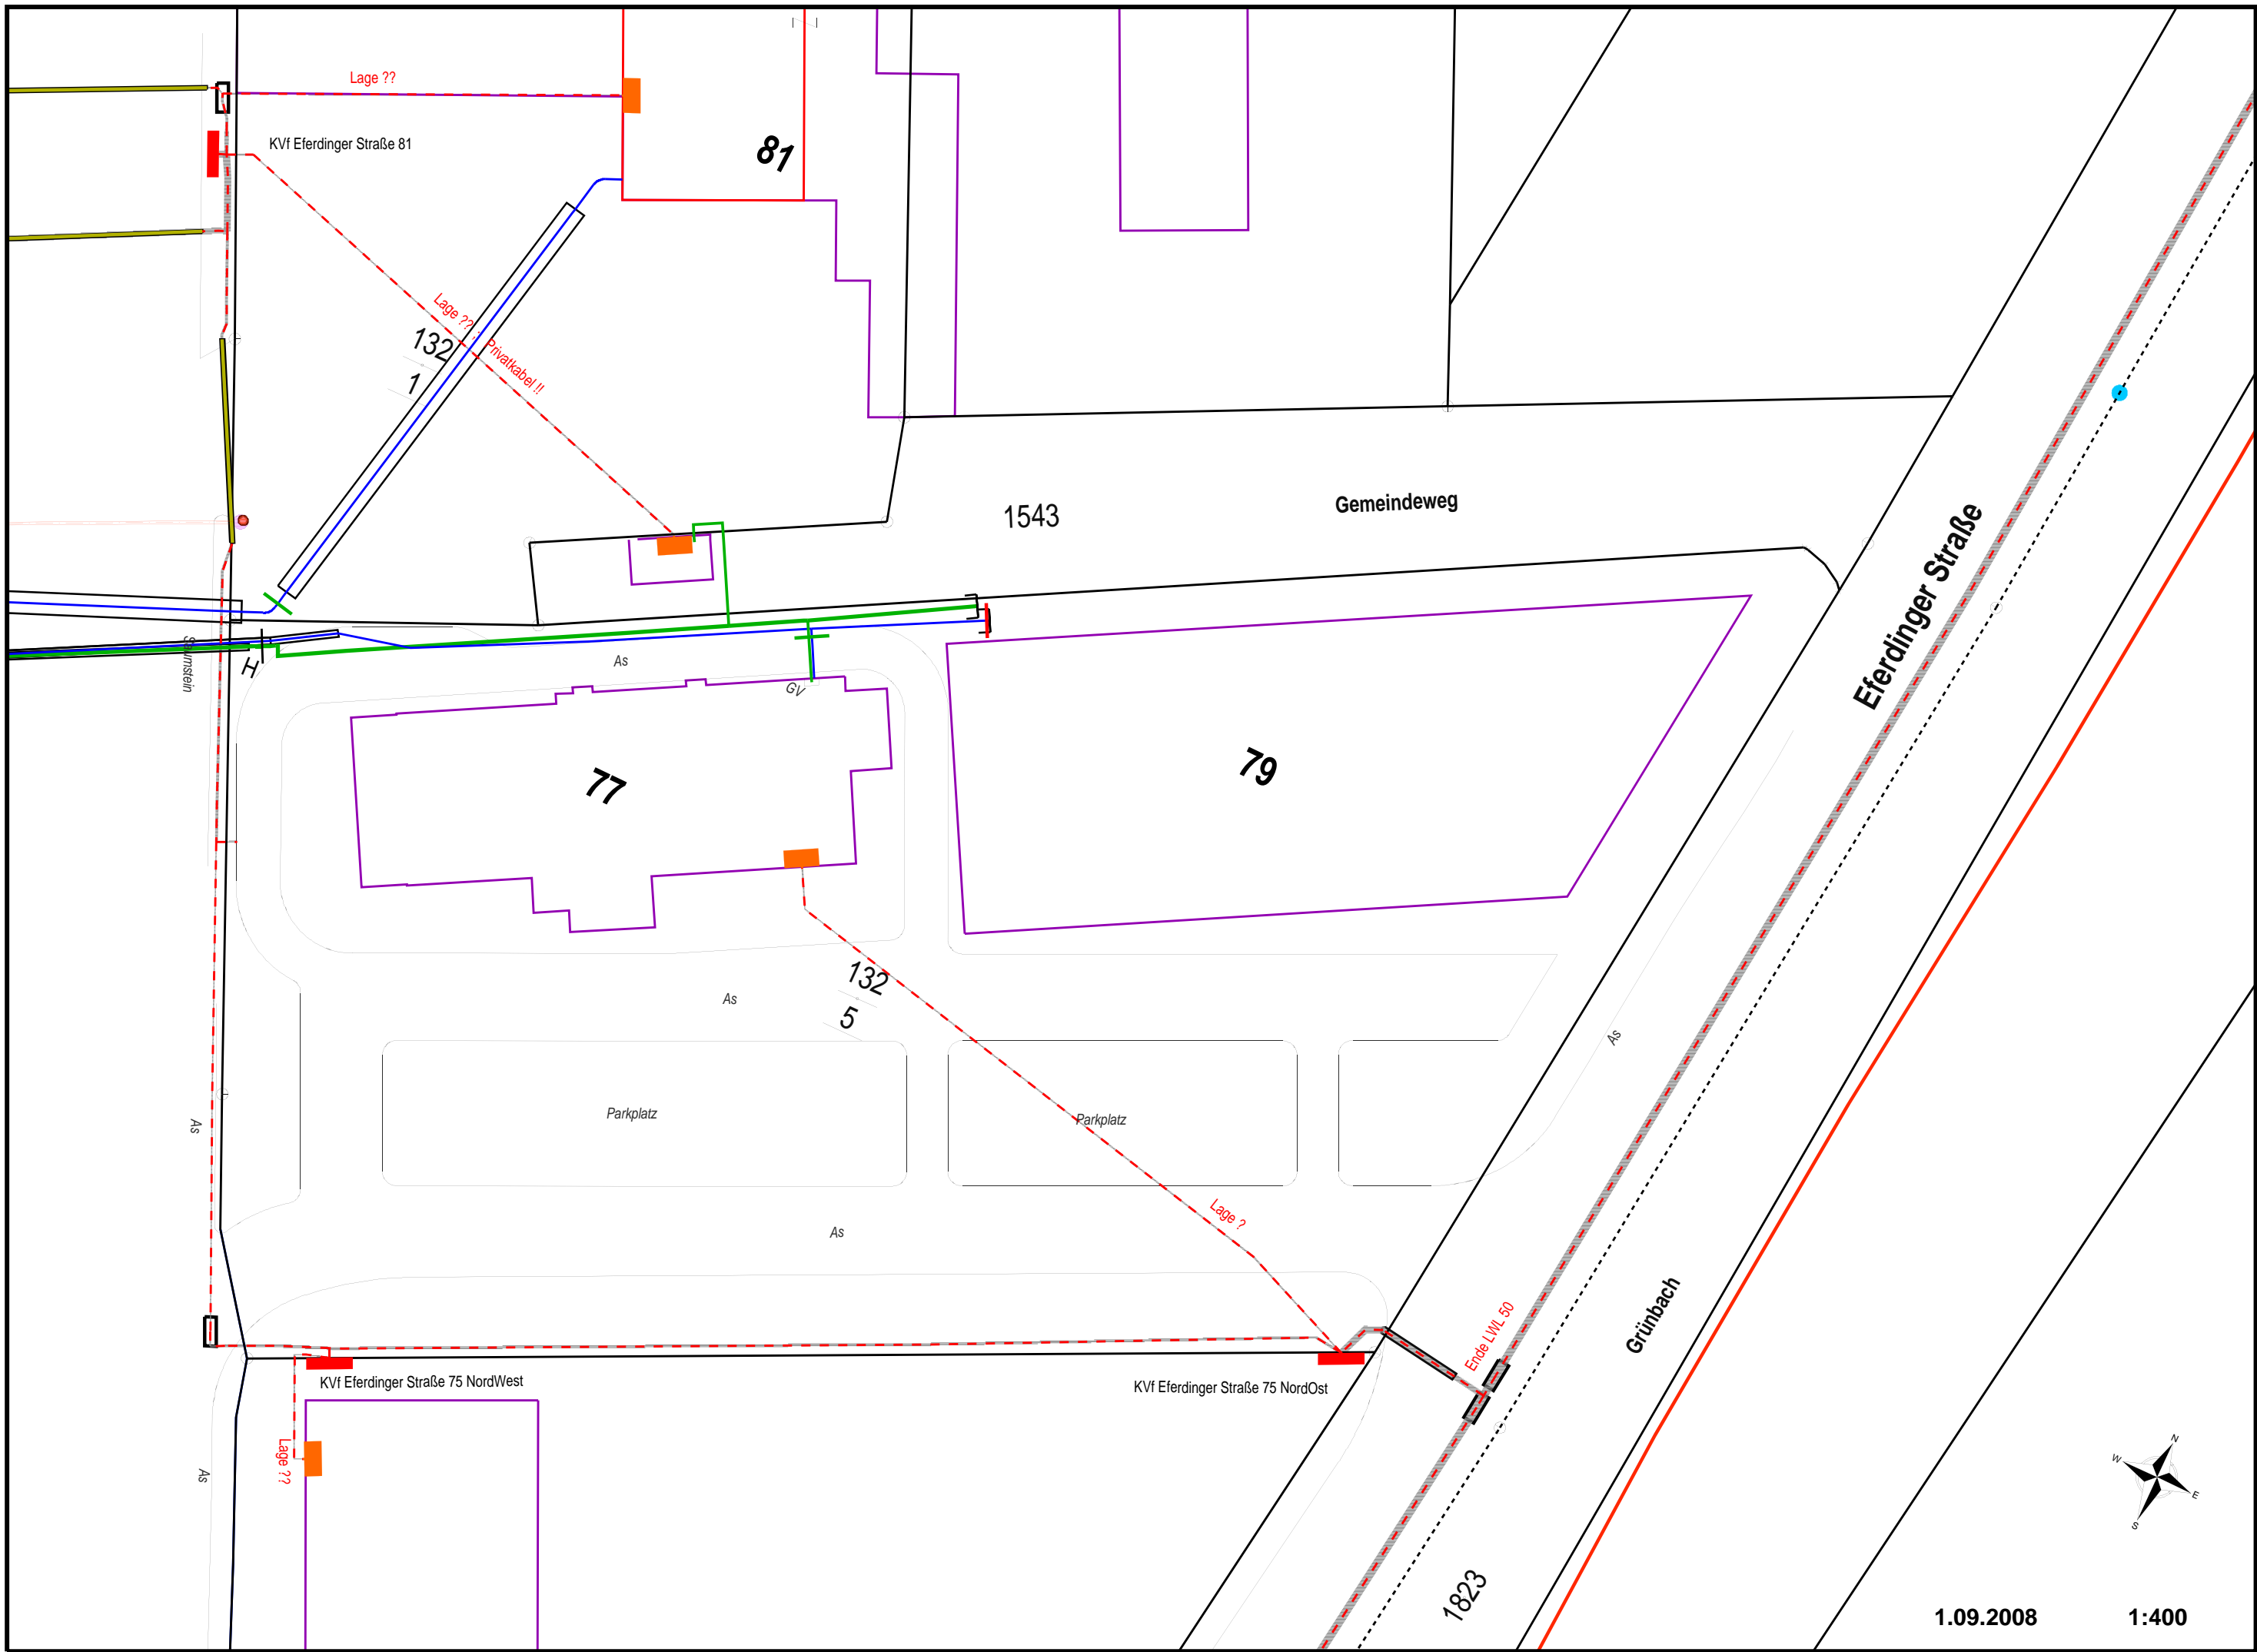 Lage ??
KVf Eferdinger Straße 81
81
Lage ??,
Privatkabel !!
132
1
1543
Gemeindeweg
Eferdinger Straße
Saumstein
H
As
GV
77
79
132
5
As
As
Parkplatz
Parkplatz
As
As
Lage ?
Ende LWL 50
Grünbach
KVf Eferdinger Straße 75 NordWest
KVf Eferdinger Straße 75 NordOst
Lage ??
As
N
W
E
S
1823
1.09.2008
1:400